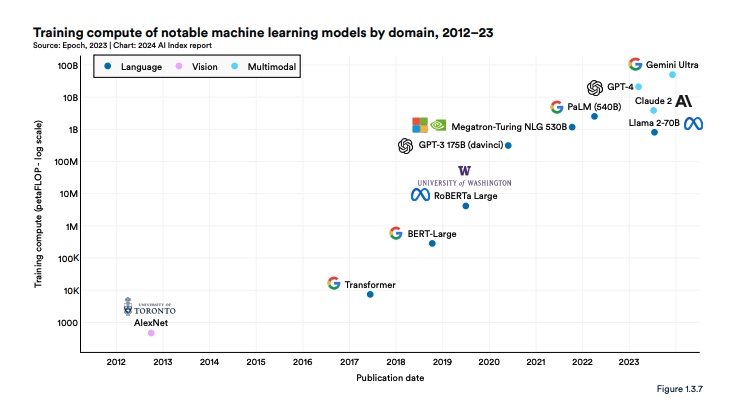 Training compute of notable machine learning models by domain, 2012–23
Source: Epoch, 2023 | Chart: 2024 AI Index report
Language Vision Multimodal
Training compute (petaFLOP - log scale)
100B
10B
1B
100M
10M
1M
100K
10K
1000
Gemini Ultra
GPT-4
Claude 2 AI
PaLM (540B)
Llama 2-70B
Megatron-Turing NLG 530B
GPT-3 175B (davinci)
W
UNIVERSITY OF WASHINGTON
RoBERTa Large
BERT-Large
Transformer
UNIVERSITY OF
TORONTO
AlexNet
2012 2013 2014 2015 2016 2017 2018 2019 2020 2021 2022 2023
Publication date
Figure 1.3.7